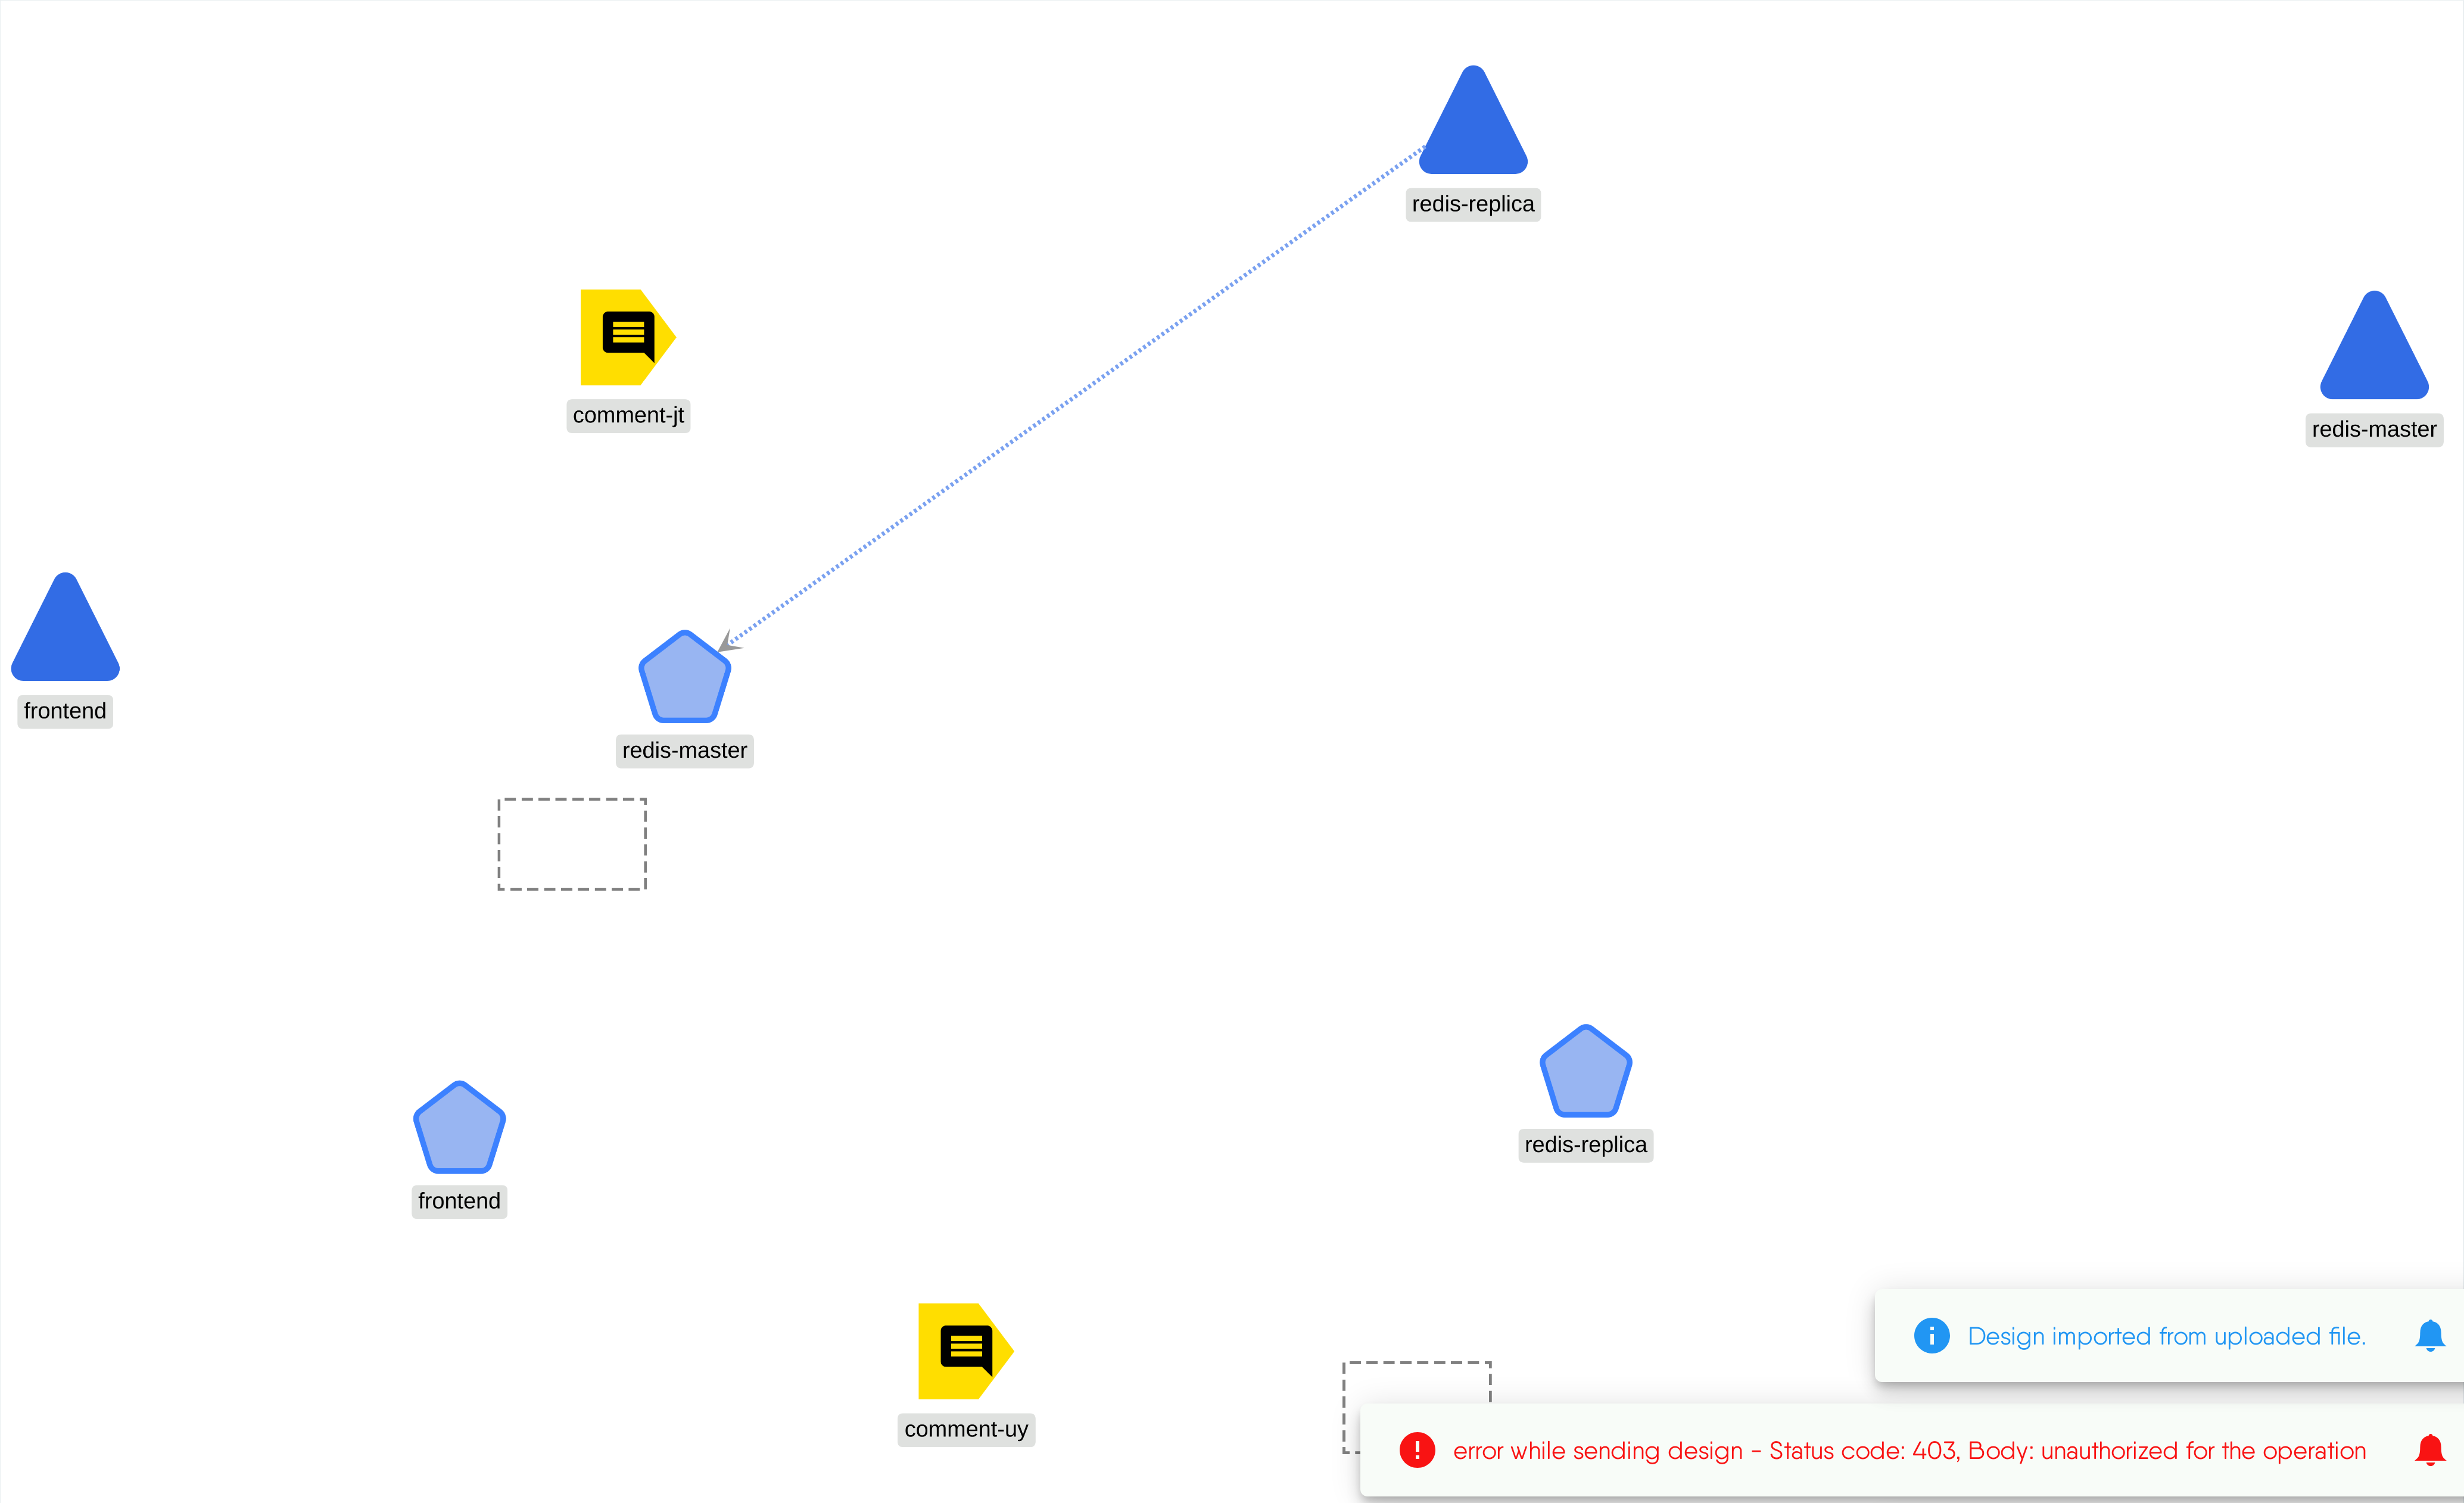 redis-replica
comment-jt
redis-master
frontend
redis-master
redis-replica
frontend
Design imported from uploaded file.
comment-uy
error while sending design - Status code: 403, Body: unauthorized for the operation